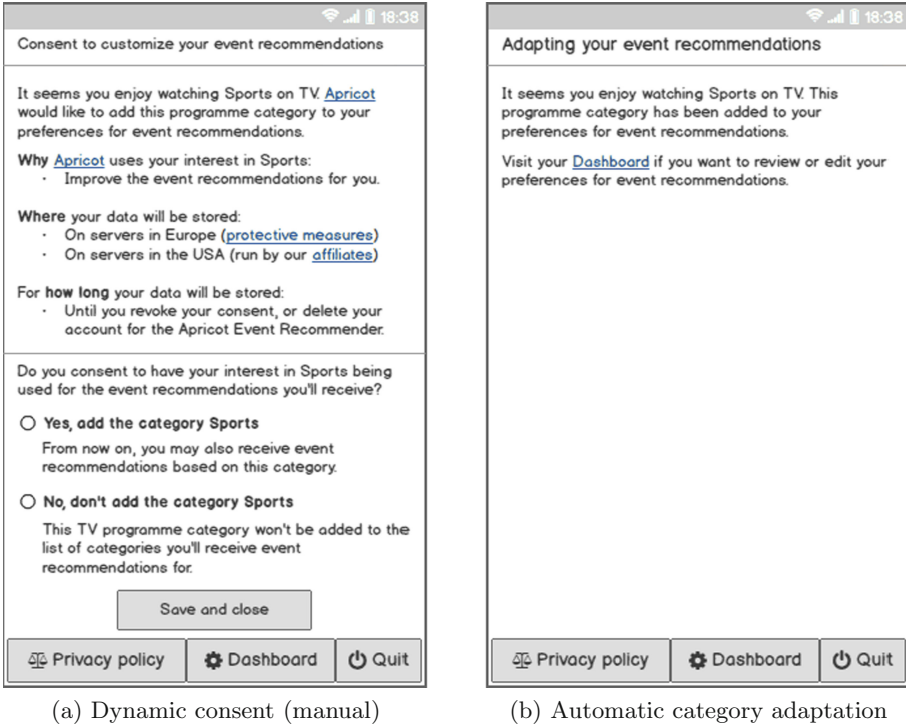 18:38
Consent to customize your event recommendations
It seems you enjoy watching Sports on TV. Apricot
would like to add this programme category to your
preferences for event recommendations.
Why Apricot uses your interest in Sports:
· Improve the event recommendations for you.
Where your data will be stored:
· On servers in Europe (protective measures)
· On servers in the USA (run by our affiliates)
For how long your data will be stored:
· Until you revoke your consent, or delete your
account for the Apricot Event Recommender.
Do you consent to have your interest in Sports being
used for the event recommendations you'll receive?
Yes, add the category Sports
From now on, you may also receive event
recommendations based on this category.
No, don't add the category Sports
This TV programme category won't be added to the
list of categories you'll receive event
recommendations for.
Save and close
Privacy policy Dashboard Quit
(a) Dynamic consent (manual)
18:38
Adapting your event recommendations
It seems you enjoy watching Sports on TV. This
programme category has been added to your
preferences for event recommendations.
Visit your Dashboard if you want to review or edit your
preferences for event recommendations.
Privacy policy Dashboard Quit
(b) Automatic category adaptation